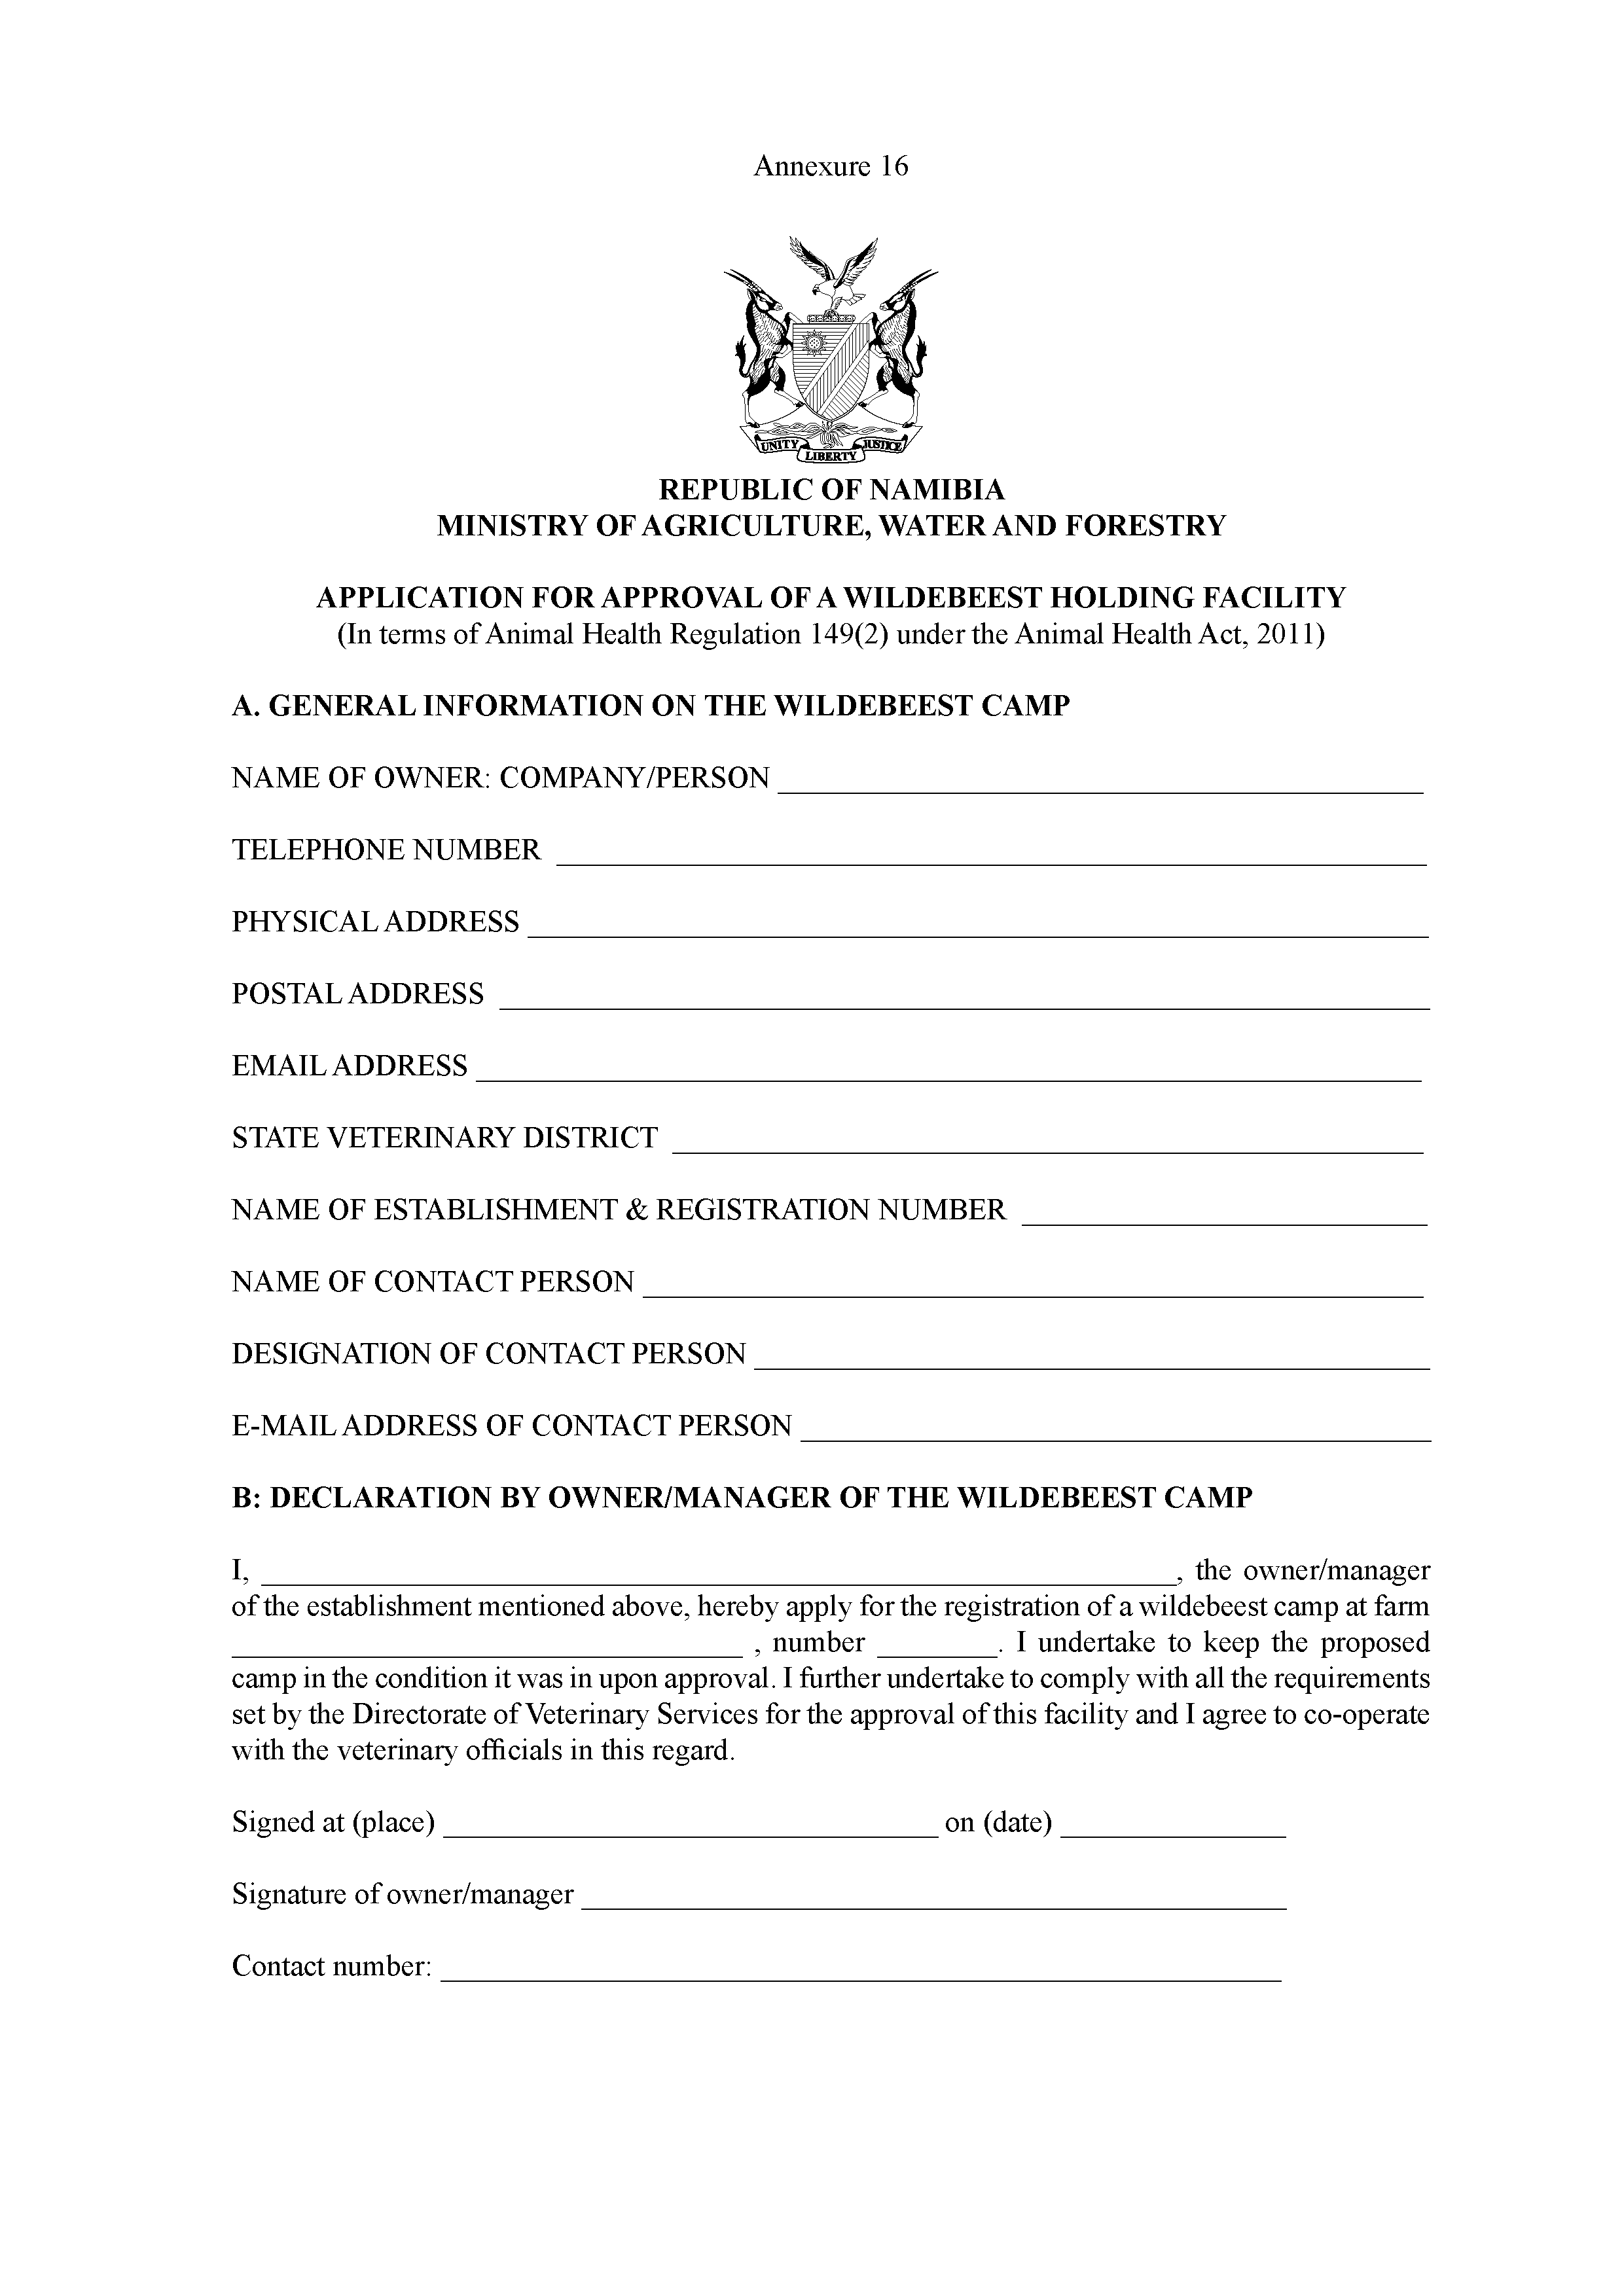 Annexure 16
UNITY
LIBERTY
JUSTICE
REPUBLIC OF NAMIBIA
MINISTRY OF AGRICULTURE, WATER AND FORESTRY
APPLICATION FOR APPROVAL OF A WILDEBEEST HOLDING FACILITY
(In terms of Animal Health Regulation 149(2) under the Animal Health Act, 2011)
A. GENERAL INFORMATION ON THE WILDEBEEST CAMP
NAME OF OWNER: COMPANY/PERSON
TELEPHONE NUMBER
PHYSICAL ADDRESS
POSTAL ADDRESS
EMAIL ADDRESS
STATE VETERINARY DISTRICT
NAME OF ESTABLISHMENT & REGISTRATION NUMBER
NAME OF CONTACT PERSON
DESIGNATION OF CONTACT PERSON
E-MAIL ADDRESS OF CONTACT PERSON
B: DECLARATION BY OWNER/MANAGER OF THE WILDEBEEST CAMP
I, ______, the owner/manager
of the establishment mentioned above, hereby apply for the registration of a wildebeest camp at farm
______ , number ______. I undertake to keep the proposed
camp in the condition it was in upon approval. I further undertake to comply with all the requirements
set by the Directorate of Veterinary Services for the approval of this facility and I agree to co-operate
with the veterinary officials in this regard.
Signed at (place) ______ on (date) ______
Signature of owner/manager
Contact number: